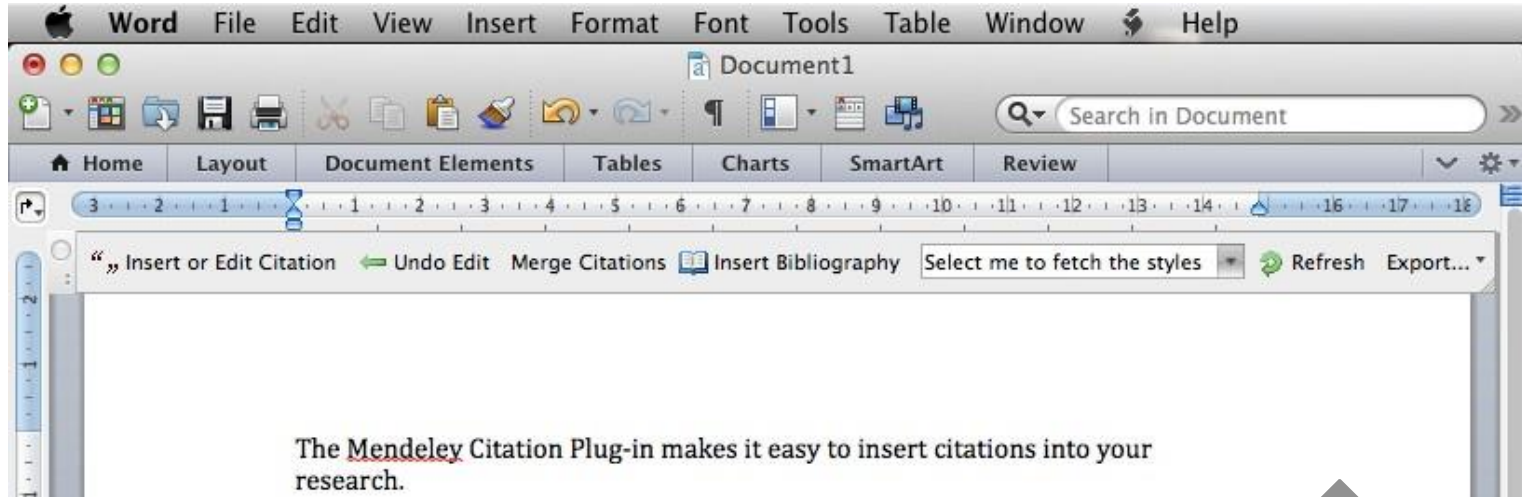 Word File Edit View Insert Format Font Tools Table Window Help
Document1
Search in Document
Home Layout Document Elements Tables Charts SmartArt Review
3 2 1 1 2 3 4 5 6 7 8 9 10 11 12 13 14 16 17 18
“„ Insert or Edit Citation Undo Edit Merge Citations Insert Bibliography Select me to fetch the styles Refresh Export...
2
1
1
The Mendeley Citation Plug-in makes it easy to insert citations into your
research.